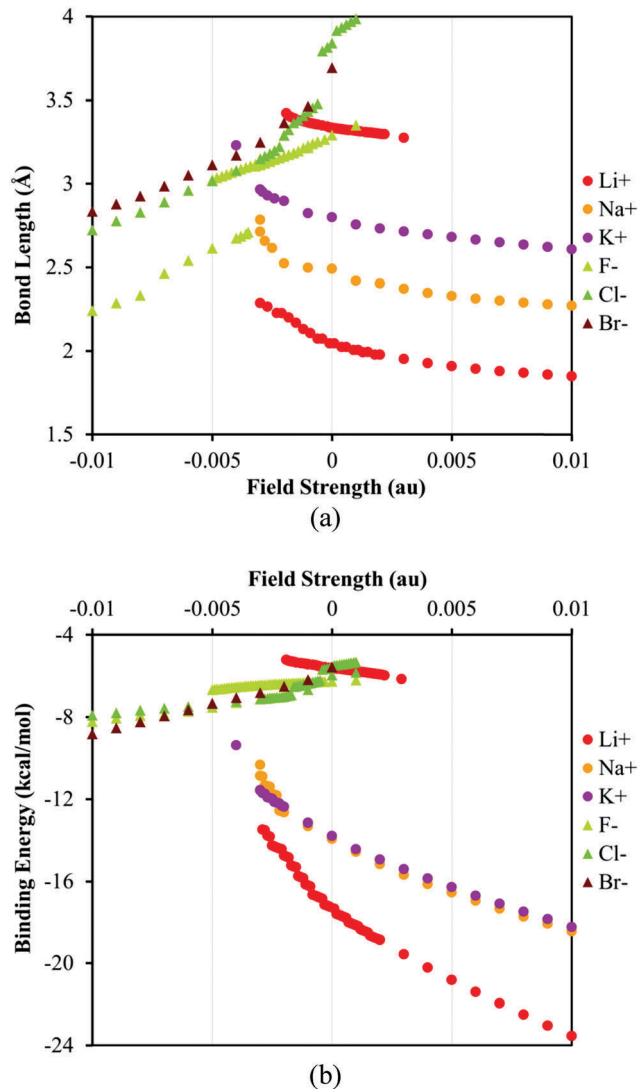 4
3.5
3
2.5
2
1.5
Bond Length (Å)
-0.01 -0.005 0 0.005 0.01
Field Strength (au)
Li+
Na+
K+
F-
Cl-
Br-
(a)
Field Strength (au)
-0.01 -0.005 0 0.005 0.01
-4
-8
-12
-16
-20
-24
Binding Energy (kcal/mol)
Li+
Na+
K+
F-
Cl-
Br-
(b)